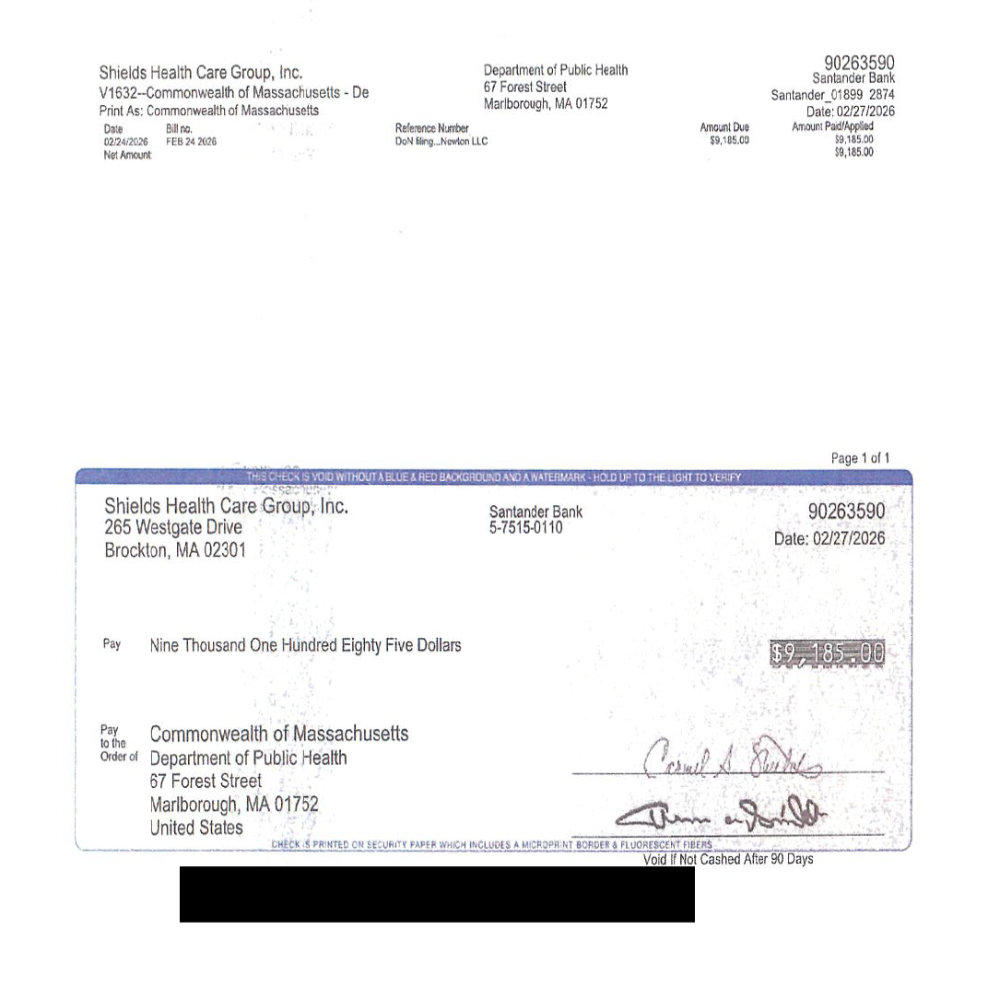 Shields Health Care Group, Inc.
V1632--Commonwealth of Massachusetts - De
Print As: Commonwealth of Massachusetts
Department of Public Health
67 Forest Street
Marlborough, MA 01752
90263590
Santander Bank
Santander_01899 2874
Date: 02/27/2026
Date Bill no. Reference Number Amount Due Amount Paid/Applied
02/24/2026 FEB 24 2026 DoN filing...Newton LLC $9,185.00 $9,185.00
Net Amount $9,185.00
Page 1 of 1
THIS CHECK IS VOID WITHOUT A BLUE & RED BACKGROUND AND A WATERMARK - HOLD UP TO THE LIGHT TO VERIFY
Shields Health Care Group, Inc.
265 Westgate Drive
Brockton, MA 02301
Santander Bank
5-7515-0110
90263590
Date: 02/27/2026
Pay Nine Thousand One Hundred Eighty Five Dollars $9,185.00
Pay
to the
Order of
Commonwealth of Massachusetts
Department of Public Health
67 Forest Street
Marlborough, MA 01752
United States
CHECK IS PRINTED ON SECURITY PAPER WHICH INCLUDES A MICROPRINT BORDER & FLUORESCENT FIBERS
Void If Not Cashed After 90 Days